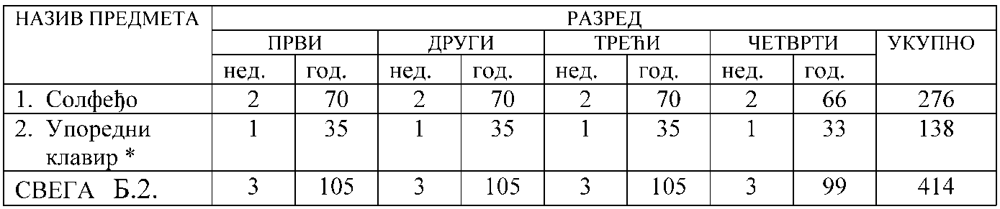 НАЗИВ ПРЕДМЕТА РАЗРЕД
ПРВИ ДРУГИ ТРЕЋИ ЧЕТВРТИ УКУПНО
нед. год. нед. год. нед. год. нед. год.
1. Солфеђо 2 70 2 70 2 70 2 66 276
2. Упоредни 1 35 1 35 1 35 1 33 138
клавир *
СВЕГА Б.2. 3 105 3 105 3 105 3 99 414